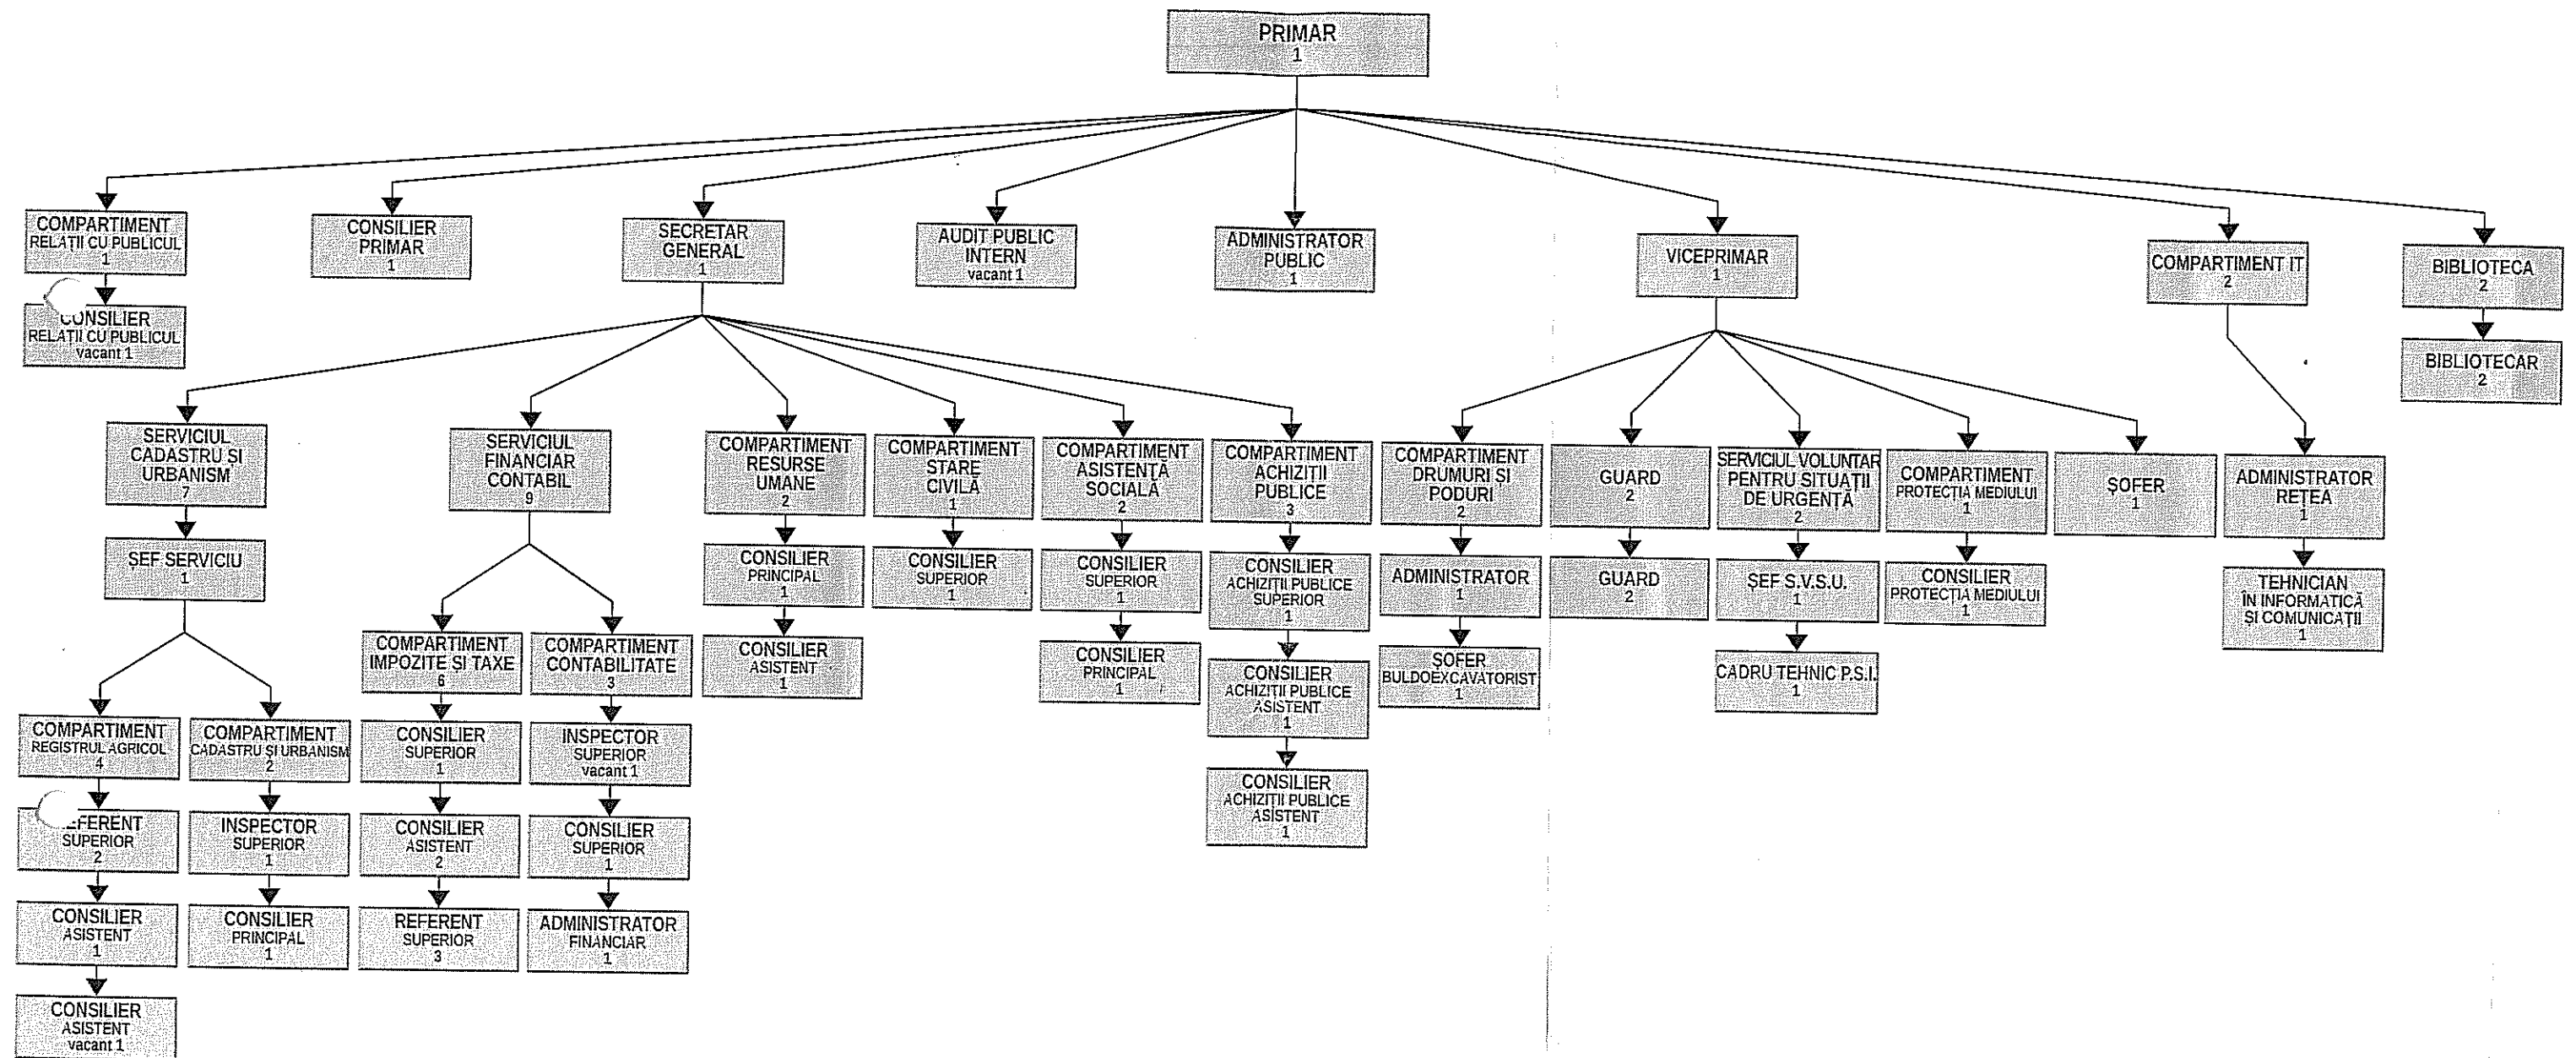 PRIMAR
1
COMPARTIMENT
RELAȚII CU PUBLICUL
1
CONSILIER
RELAȚII CU PUBLICUL
vacant 1
CONSILIER
PRIMAR
1
SECRETAR
GENERAL
1
AUDIT PUBLIC
INTERN
vacant 1
ADMINISTRATOR
PUBLIC
1
VICEPRIMAR
1
COMPARTIMENT IT
2
BIBLIOTECA
2
BIBLIOTECAR
2
SERVICIUL
CADASTRU ȘI
URBANISM
7
ȘEF SERVICIU
1
COMPARTIMENT
REGISTRUL AGRICOL
4
REFERENT
SUPERIOR
2
CONSILIER
ASISTENT
1
CONSILIER
ASISTENT
vacant 1
COMPARTIMENT
CADASTRU ȘI URBANISM
2
INSPECTOR
SUPERIOR
1
CONSILIER
PRINCIPAL
1
SERVICIUL
FINANCIAR
CONTABIL
9
COMPARTIMENT
IMPOZITE ȘI TAXE
6
CONSILIER
SUPERIOR
1
CONSILIER
ASISTENT
2
REFERENT
SUPERIOR
3
COMPARTIMENT
CONTABILITATE
3
INSPECTOR
SUPERIOR
vacant 1
CONSILIER
SUPERIOR
1
ADMINISTRATOR
FINANCIAR
1
COMPARTIMENT
RESURSE
UMANE
2
CONSILIER
PRINCIPAL
1
CONSILIER
ASISTENT
1
COMPARTIMENT
STARE
CIVILĂ
1
CONSILIER
SUPERIOR
1
COMPARTIMENT
ASISTENȚĂ
SOCIALĂ
2
CONSILIER
SUPERIOR
1
CONSILIER
PRINCIPAL
1
COMPARTIMENT
ACHIZIȚII
PUBLICE
3
CONSILIER
ACHIZIȚII PUBLICE
SUPERIOR
1
CONSILIER
ACHIZIȚII PUBLICE
ASISTENT
1
CONSILIER
ACHIZIȚII PUBLICE
ASISTENT
1
COMPARTIMENT
DRUMURI ȘI
PODURI
2
ADMINISTRATOR
1
ȘOFER
BULDOEXCAVATORIST
1
GUARD
2
GUARD
2
SERVICIUL VOLUNTAR
PENTRU SITUAȚII
DE URGENȚĂ
2
ȘEF S.V.S.U.
1
CADRU TEHNIC P.S.I.
1
COMPARTIMENT
PROTECȚIA MEDIULUI
1
CONSILIER
PROTECȚIA MEDIULUI
1
ȘOFER
1
ADMINISTRATOR
REȚEA
1
TEHNICIAN
ÎN INFORMATICĂ
ȘI COMUNICAȚII
1